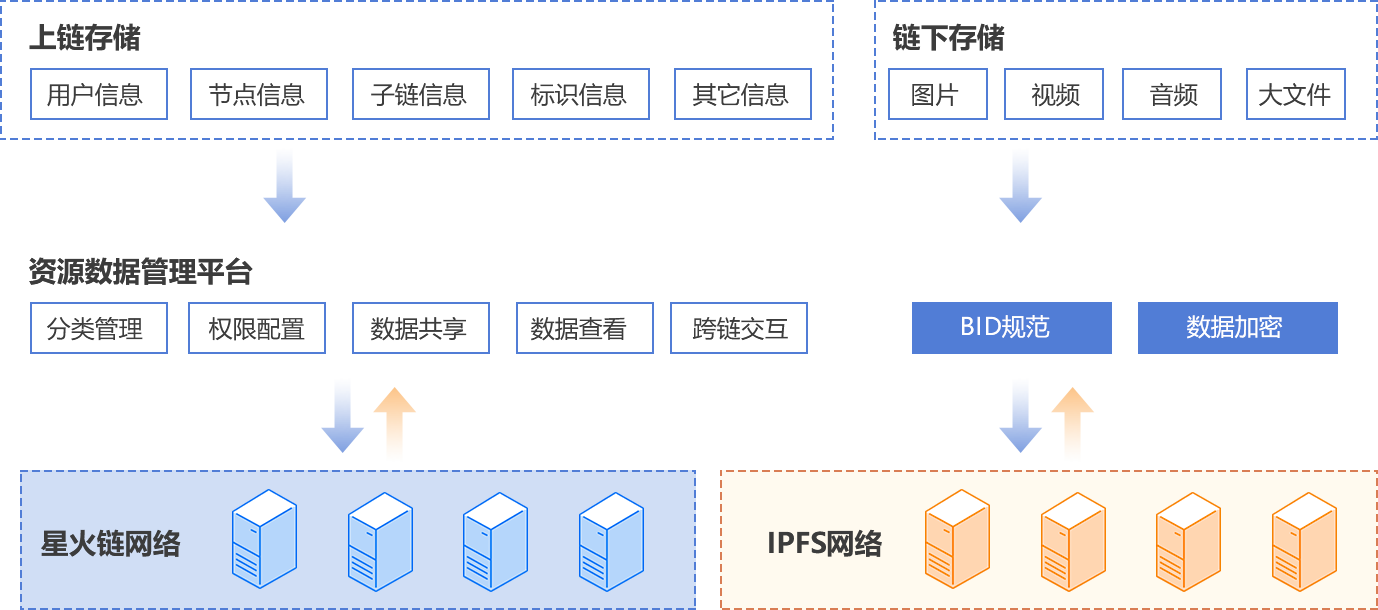 上链存储
用户信息 节点信息 子链信息 标识信息 其它信息
链下存储
图片 视频 音频 大文件
资源数据管理平台
分类管理 权限配置 数据共享 数据查看 跨链交互
BID规范 数据加密
星火链网络
IPFS网络